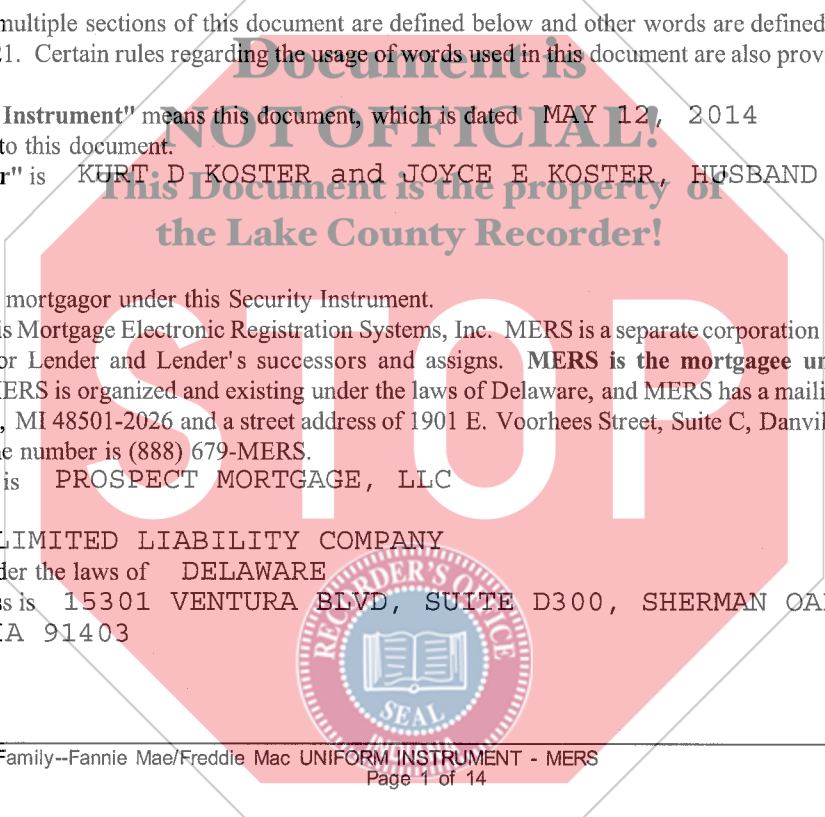 multiple sections of this document are defined below and other words are defined
21. Certain rules regarding the usage of words used in this document are also prov
Document is
Instrument" means this document, which is dated MAY 12, 2014
NOT OFFICIAL!
to this document.
r" is KURT D KOSTER and JOYCE E KOSTER, HUSBAND
This Document is the property of
the Lake County Recorder!
mortgagor under this Security Instrument.
is Mortgage Electronic Registration Systems, Inc. MERS is a separate corporation
or Lender and Lender's successors and assigns. MERS is the mortgagee un
MERS is organized and existing under the laws of Delaware, and MERS has a maili
, MI 48501-2026 and a street address of 1901 E. Voorhees Street, Suite C, Danvil
e number is (888) 679-MERS.
STOP
is PROSPECT MORTGAGE, LLC
LIMITED LIABILITY COMPANY
der the laws of DELAWARE
ss is 15301 VENTURA BLVD, SUITE D300, SHERMAN OA
IA 91403
RECORDER'S OFFICE
SEAL
INDIANA
Family--Fannie Mae/Freddie Mac UNIFORM INSTRUMENT - MERS
Page 1 of 14